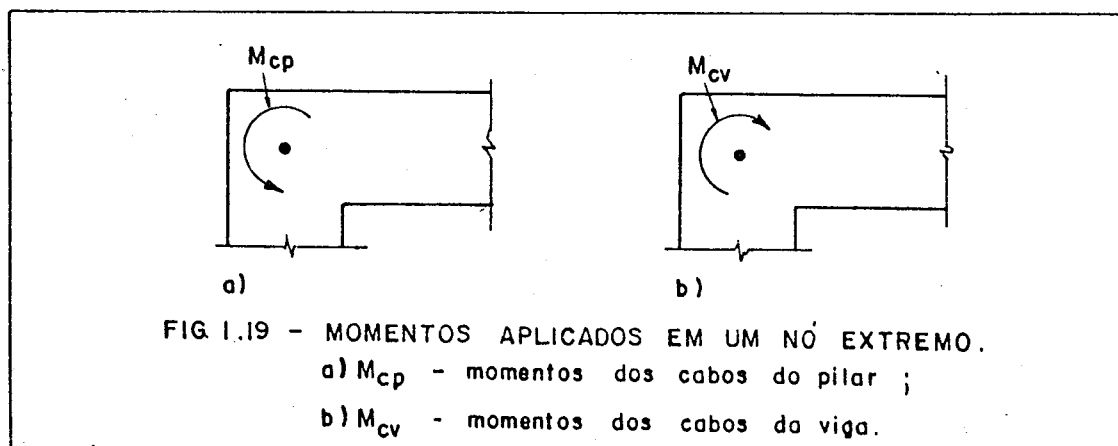 Mcp
Mcv
a)
b)
FIG 1.19 - MOMENTOS APLICADOS EM UM NÓ EXTREMO.
a) Mcp - momentos dos cabos do pilar ;
b) Mcv - momentos dos cabos da viga.